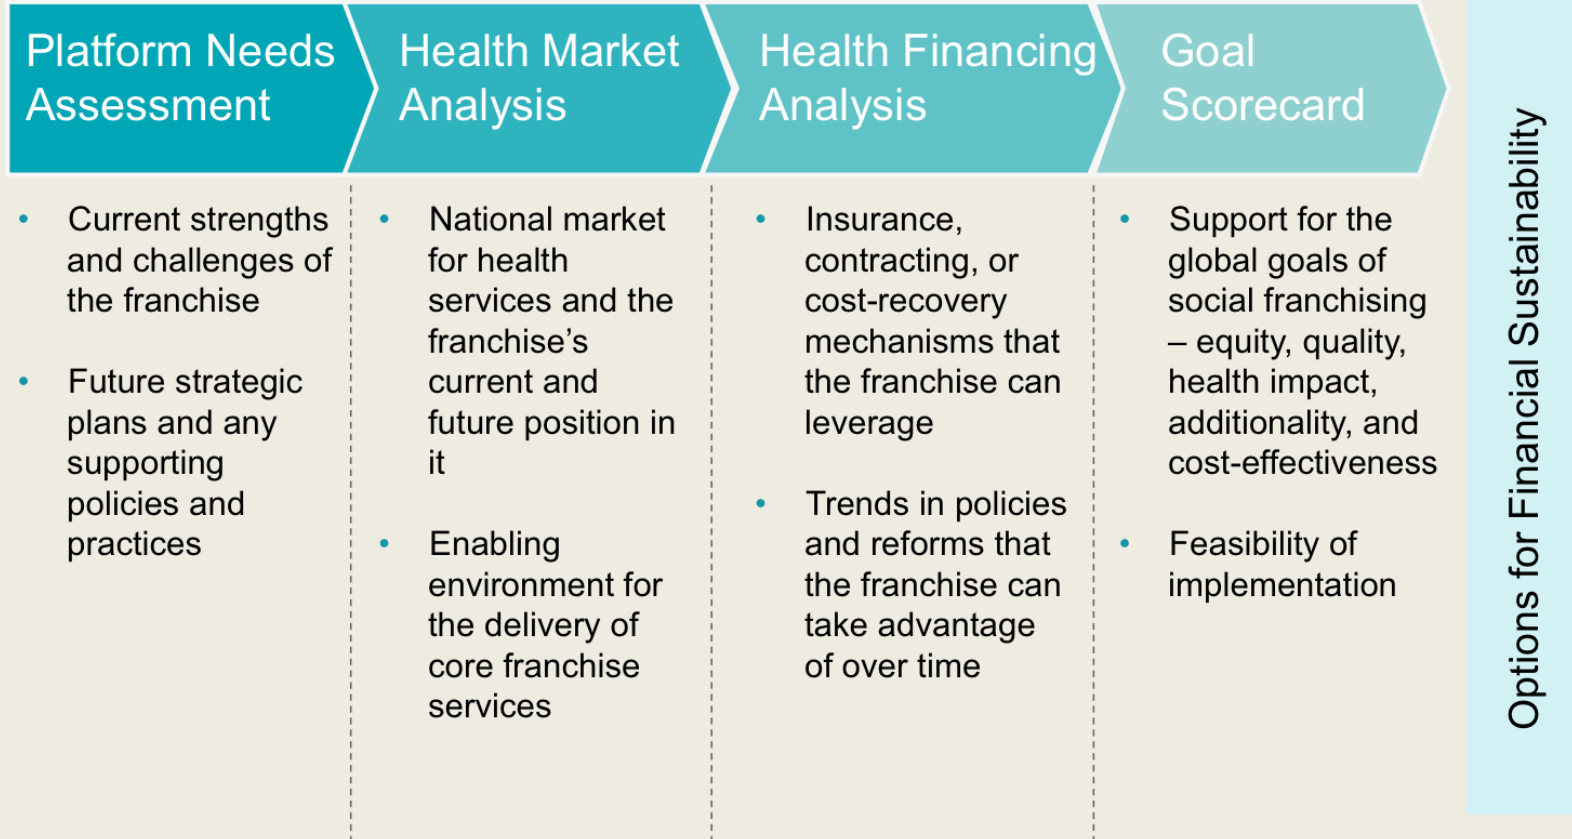 Platform Needs
Assessment
Health Market
Analysis
Health Financing
Analysis
Goal
Scorecard
• Current strengths
and challenges of
the franchise
• Future strategic
plans and any
supporting
policies and
practices
• National market
for health
services and the
franchise’s
current and
future position in
it
• Enabling
environment for
the delivery of
core franchise
services
• Insurance,
contracting, or
cost-recovery
mechanisms that
the franchise can
leverage
• Trends in policies
and reforms that
the franchise can
take advantage
of over time
• Support for the
global goals of
social franchising
– equity, quality,
health impact,
additionality, and
cost-effectiveness
• Feasibility of
implementation
Options for Financial Sustainability